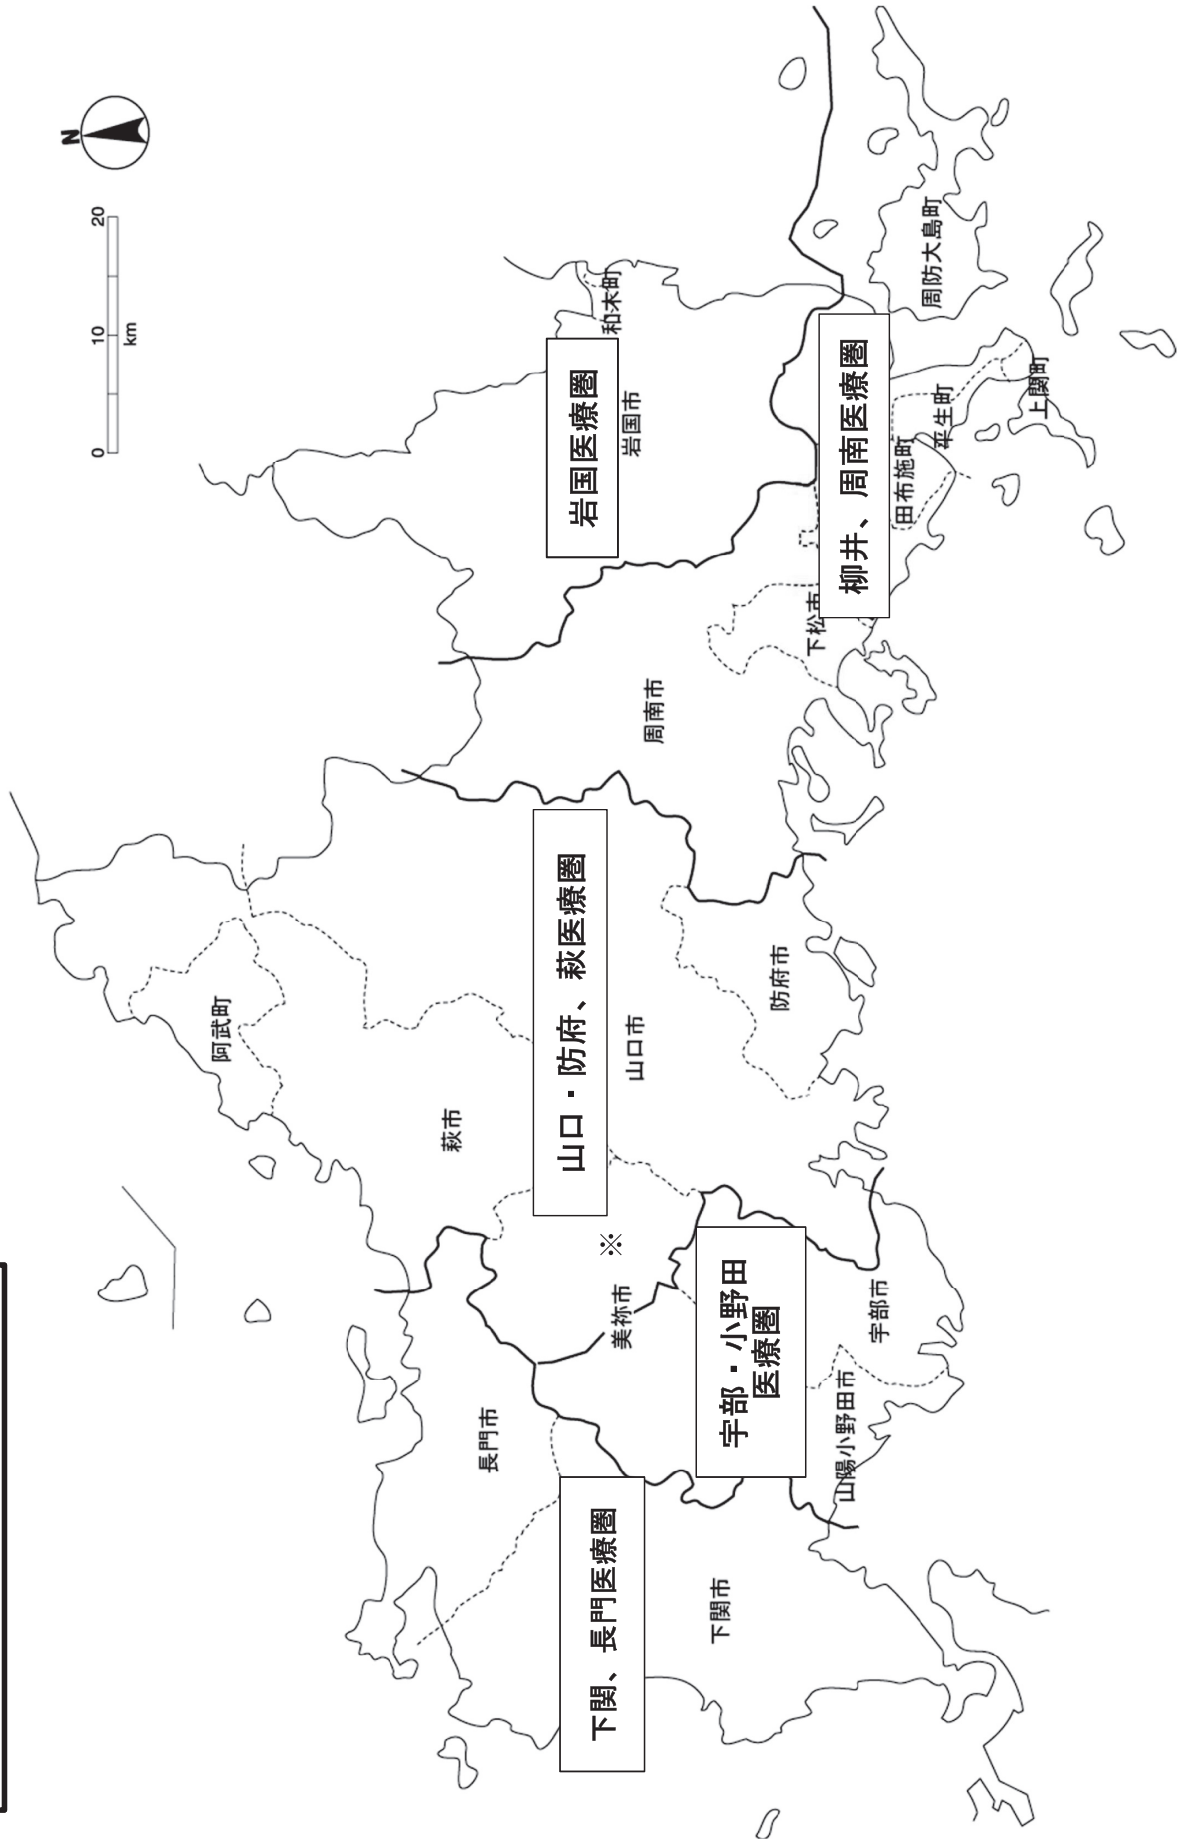 N
0 10 20
km
岩国医療圏
和木町
岩国市
柳井、周南医療圏
周防大島町
上関町
平生町
田布施町
下松市
周南市
山口・防府、萩医療圏
阿武町
萩市
山口市
防府市
※
美祢市
宇部・小野田
医療圏
宇部市
山陽小野田市
長門市
下関、長門医療圏
下関市